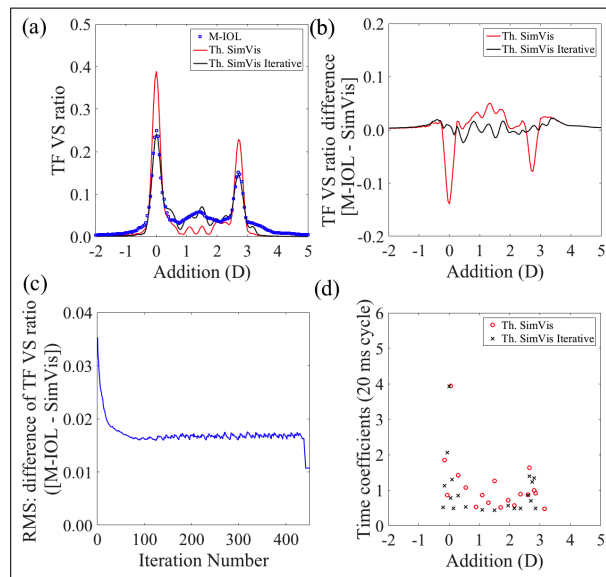 (a)
M-IOL
Th. SimVis
Th. SimVis Iterative
TF VS ratio
0.5
0.4
0.3
0.2
0.1
0.0
-2 -1 0 1 2 3 4 5
Addition (D)
(b)
Th. SimVis
Th. SimVis Iterative
TF VS ratio difference
[M-IOL - SimVis]
0.2
0.1
0.0
-0.1
-0.2
-2 -1 0 1 2 3 4 5
Addition (D)
(c)
RMS: difference of TF VS ratio
([M-IOL - SimVis])
0.04
0.03
0.02
0.01
0.00
0 100 200 300 400
Iteration Number
(d)
Th. SimVis
Th. SimVis Iterative
Time coefficients (20 ms cycle)
6
5
4
3
2
1
0
-2 -1 0 1 2 3 4 5
Addition (D)